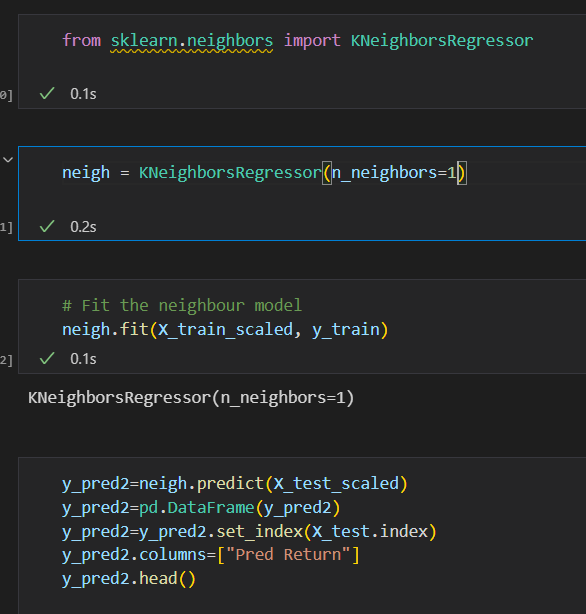 from sklearn.neighbors import KNeighborsRegressor
0]
0.1s
neigh = KNeighborsRegressor(n_neighbors=1)
1]
0.2s
# Fit the neighbour model
neigh.fit(X_train_scaled, y_train)
2]
0.1s
KNeighborsRegressor(n_neighbors=1)
y_pred2=neigh.predict(X_test_scaled)
y_pred2=pd.DataFrame(y_pred2)
y_pred2=y_pred2.set_index(X_test.index)
y_pred2.columns=["Pred Return"]
y_pred2.head()